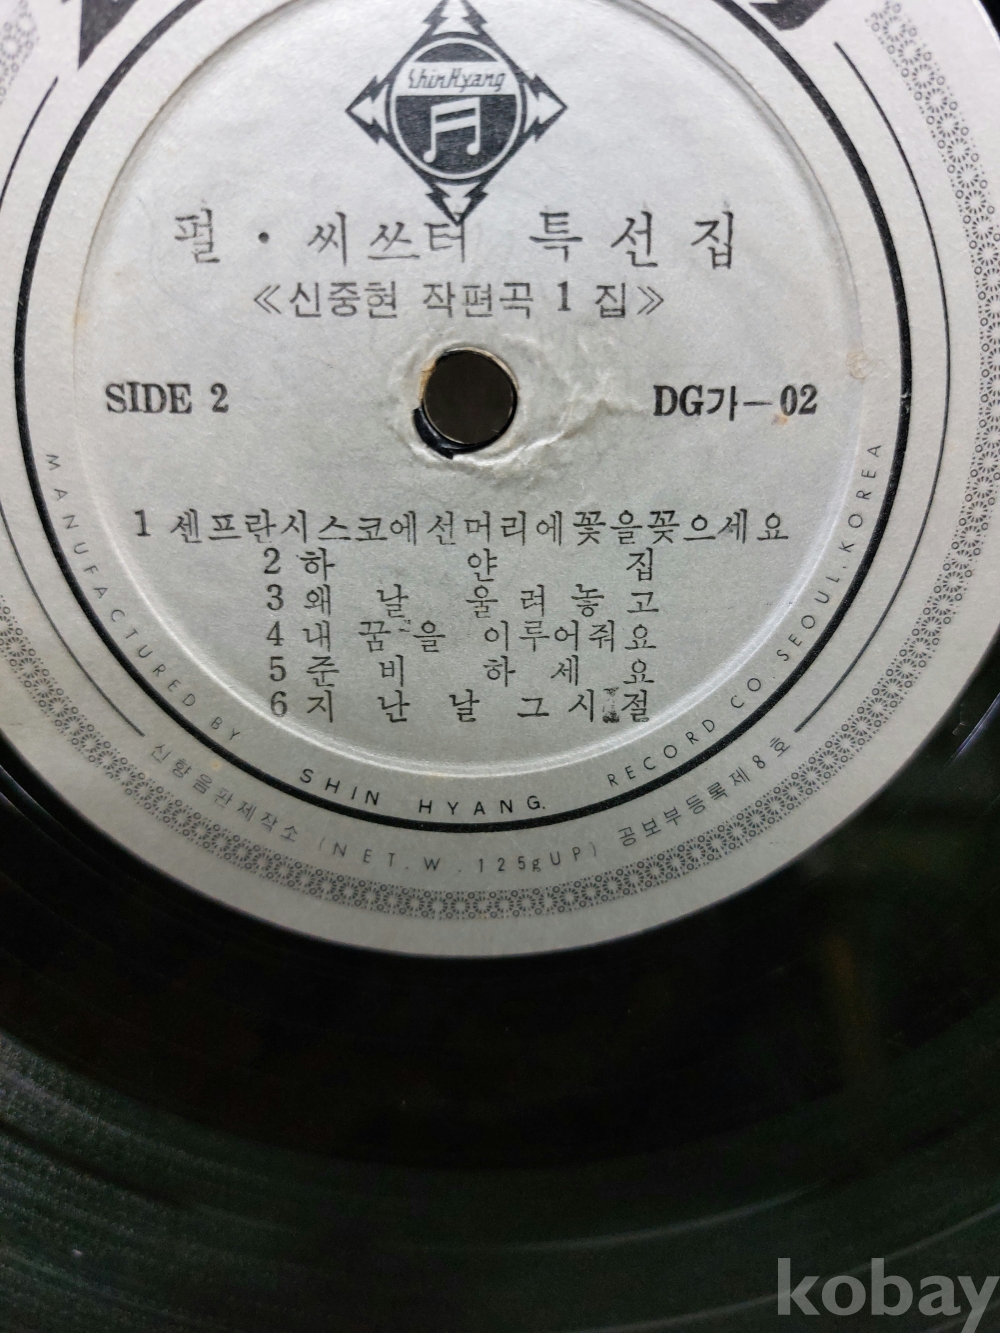 ShinHyang
펄·씨쓰터 특선집
≪신중현 작편곡 1 집≫
SIDE 2
DG가—02
1 센프란시스코에선머리에꽃을꽂으세요
2 하 얀 집
3 왜 날 울려놓고
4 내 꿈을 이루어줘요
5 준 비 하 세 요
6 지 난 날 그 시 절
MANUFACTURED BY SHIN HYANG. RECORD CO. SEOUL. KOREA
신향음판제작소 (NET.W.125gUP) 공보부등록제8호
kobay